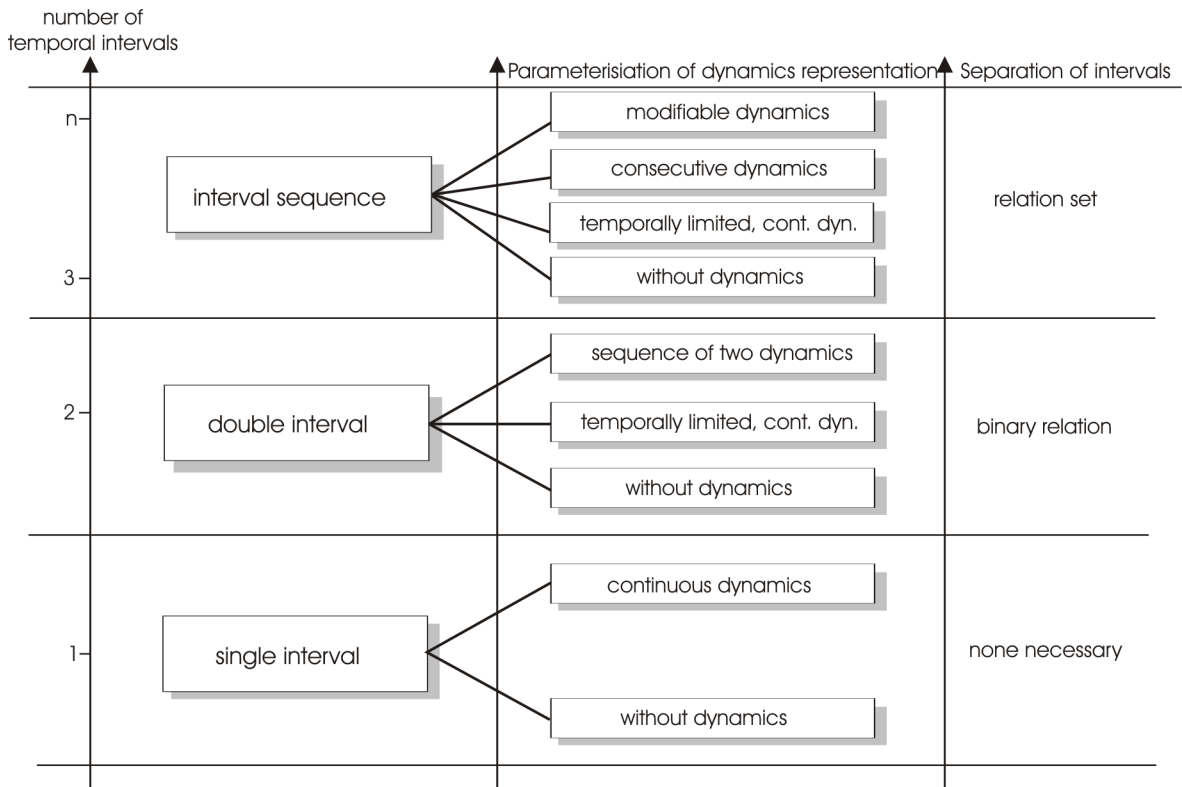 number of
temporal intervals
Parameterisiation of dynamics representation
Separation of intervals
n
modifiable dynamics
consecutive dynamics
interval sequence
relation set
temporally limited, cont. dyn.
3
without dynamics
sequence of two dynamics
2
double interval
temporally limited, cont. dyn.
binary relation
without dynamics
continuous dynamics
1
single interval
none necessary
without dynamics